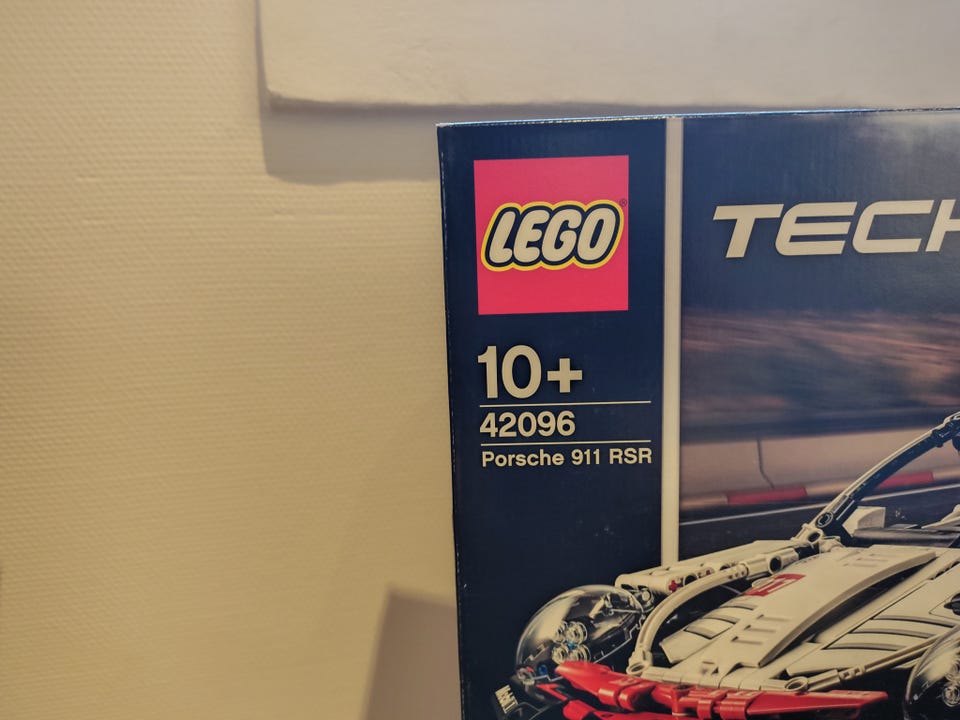 LEGO®
TECH
10+
42096
Porsche 911 RSR